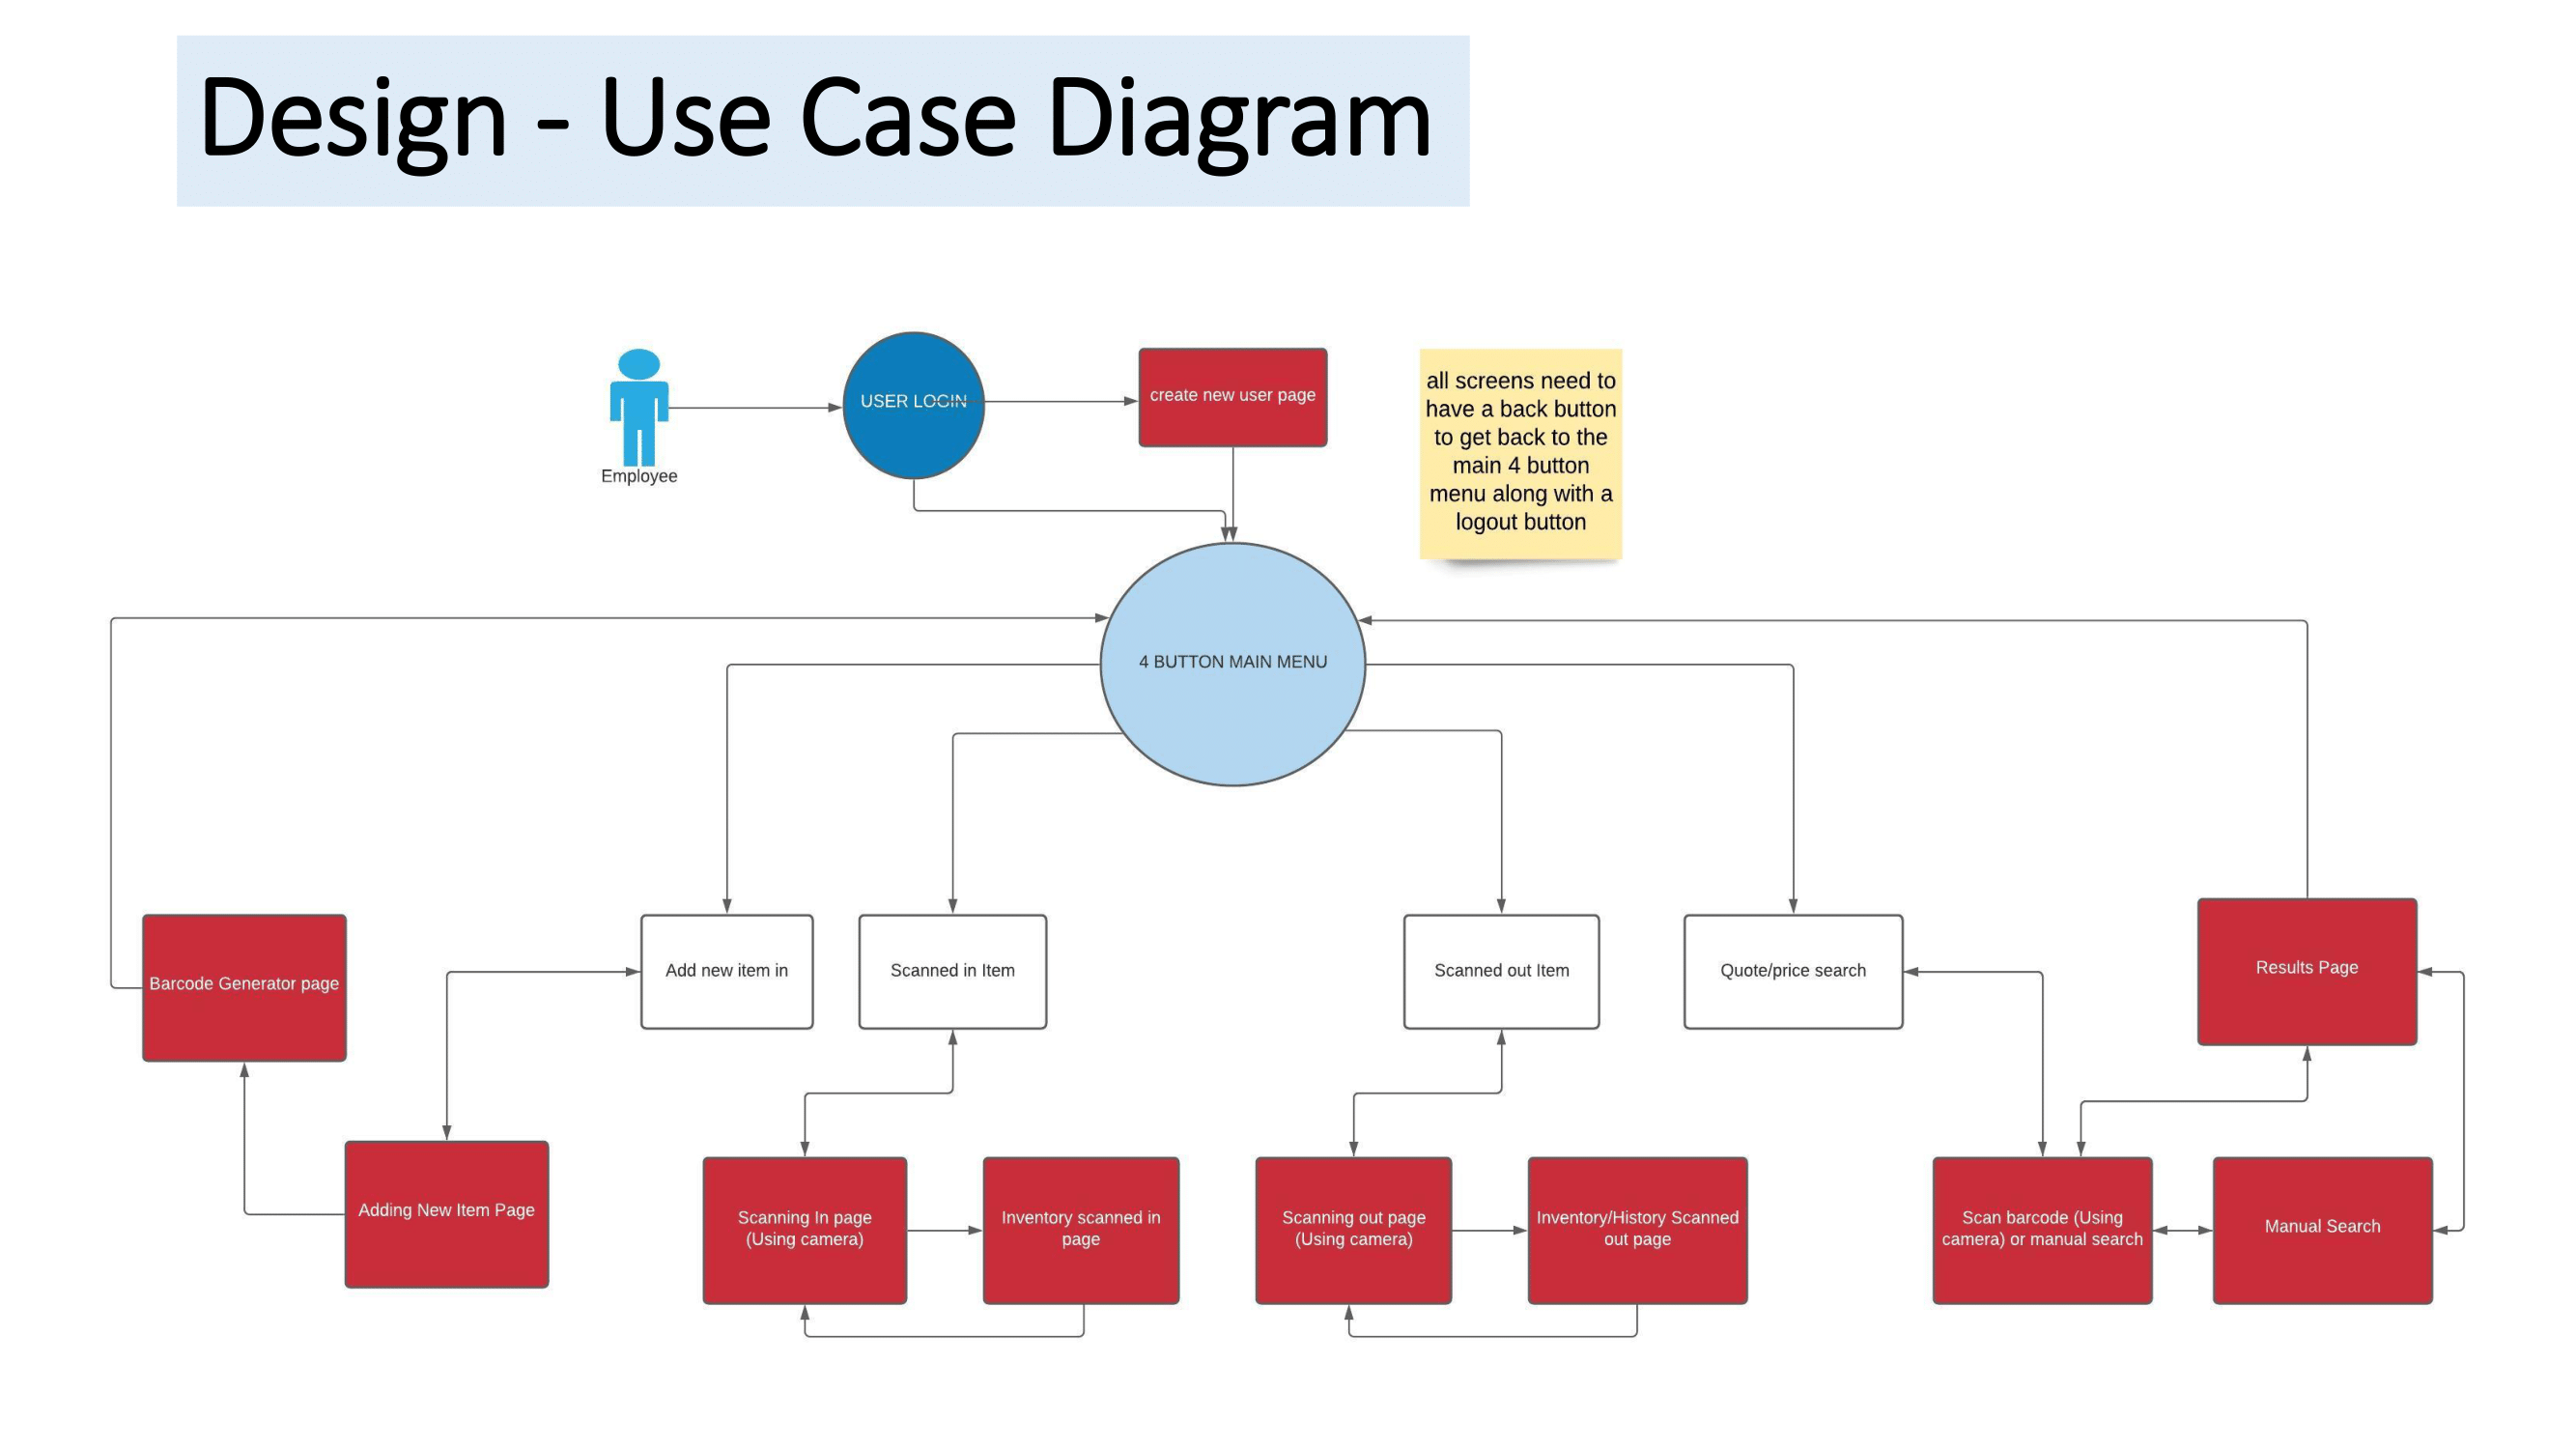 Design - Use Case Diagram
USER LOGIN
create new user page
Employee
all screens need to
have a back button
to get back to the
main 4 button
menu along with a
logout button
4 BUTTON MAIN MENU
Barcode Generator page
Add new item in
Scanned in Item
Scanned out Item
Quote/price search
Results Page
Adding New Item Page
Scanning In page
(Using camera)
Inventory scanned in
page
Scanning out page
(Using camera)
Inventory/History Scanned
out page
Scan barcode (Using
camera) or manual search
Manual Search